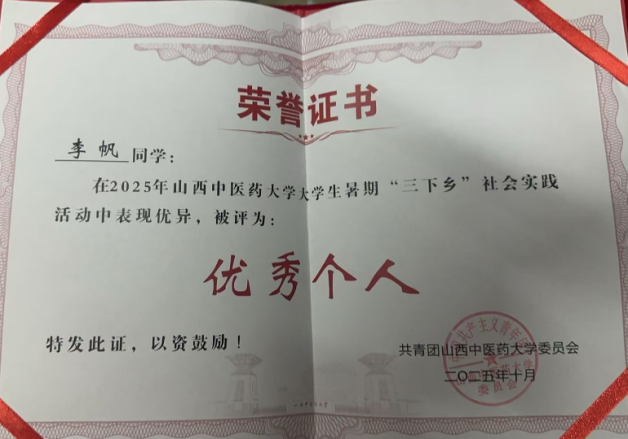 荣誉证书
李帆同学：
在2025年山西中医药大学大学生暑期“三下乡”社会实践
活动中表现优异，被评为：
优秀个人
特发此证，以资鼓励！
共青团山西中医药大学委员会
二〇二五年十月